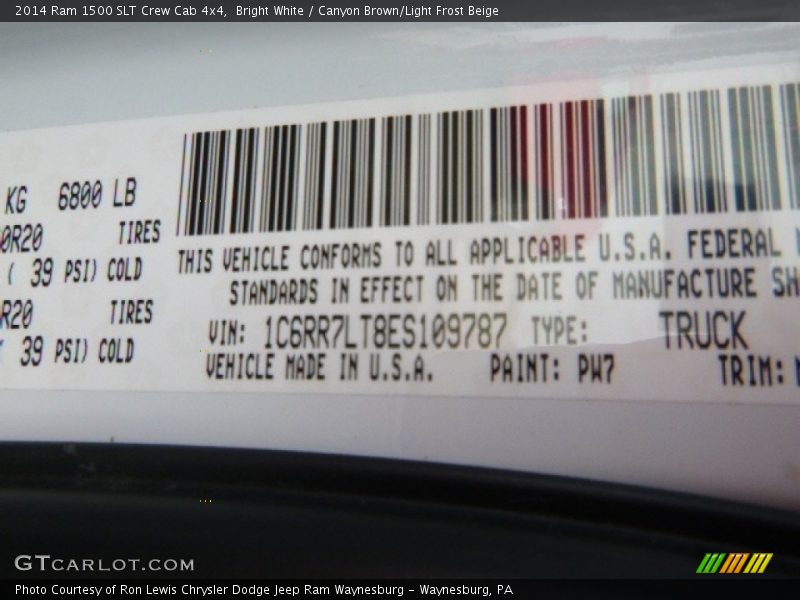 2014 Ram 1500 SLT Crew Cab 4x4,  Bright White / Canyon Brown/Light Frost Beige
KG 6800 LB
0R20 TIRES
( 39 PSI) COLD
R20 TIRES
39 PSI) COLD
THIS VEHICLE CONFORMS TO ALL APPLICABLE U.S.A. FEDERAL
STANDARDS IN EFFECT ON THE DATE OF MANUFACTURE SH
VIN: 1C6RR7LT8ES109787 TYPE: TRUCK
VEHICLE MADE IN U.S.A. PAINT: PW7 TRIM:
GTCARLOT.COM
Photo Courtesy of Ron Lewis Chrysler Dodge Jeep Ram Waynesburg – Waynesburg, PA